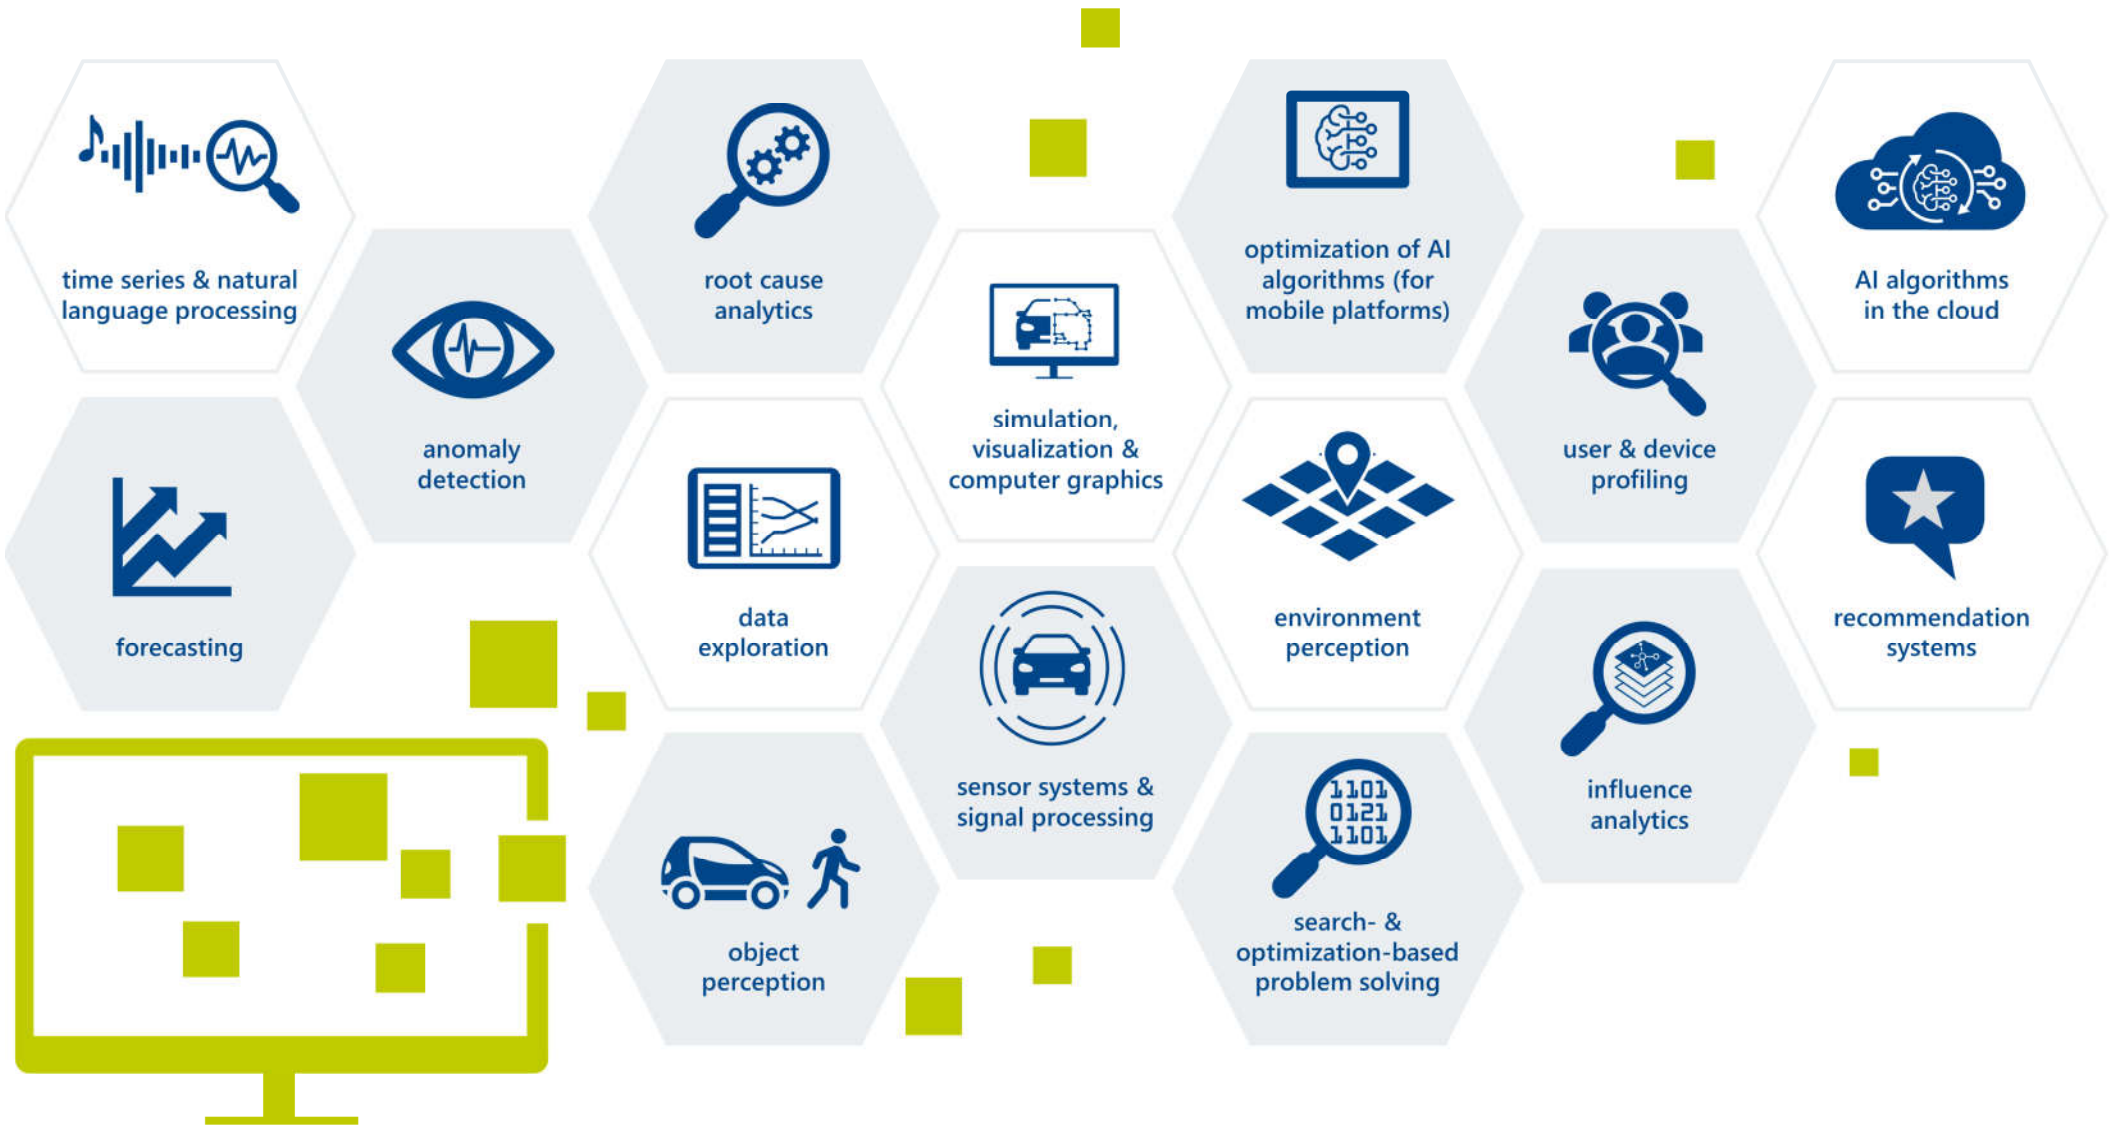 time series & natural
language processing
anomaly
detection
forecasting
root cause
analytics
data
exploration
object
perception
simulation,
visualization &
computer graphics
sensor systems &
signal processing
optimization of AI
algorithms (for
mobile platforms)
environment
perception
1101
0121
1101
search- &
optimization-based
problem solving
user & device
profiling
influence
analytics
AI algorithms
in the cloud
recommendation
systems